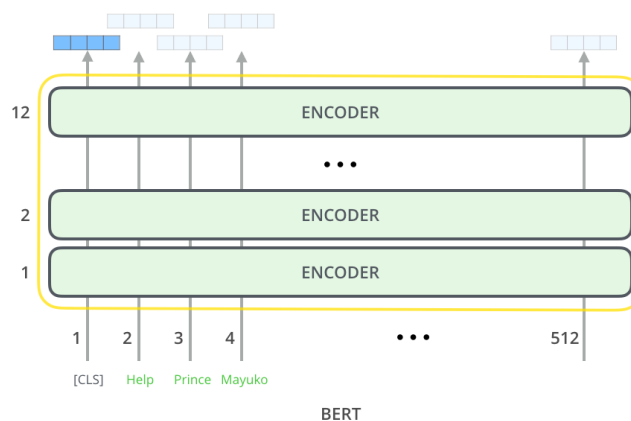 12 ENCODER
2 ENCODER
1 ENCODER
1 2 3 4 512
[CLS] Help Prince Mayuko
BERT